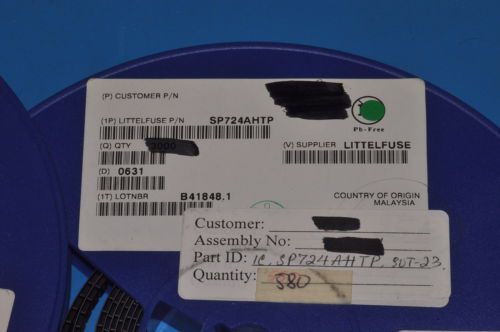 (P) CUSTOMER P/N
(1P) LITTELFUSE P/N SP724AHTP
Pb-Free
(Q) QTY 3000 (V) SUPPLIER LITTELFUSE
(D) 0631
(1T) LOTNBR B41848.1 COUNTRY OF ORIGIN
MALAYSIA
Customer:
Assembly No:
Part ID: IC, SP724AHTP, SOT-23,
Quantity: 580